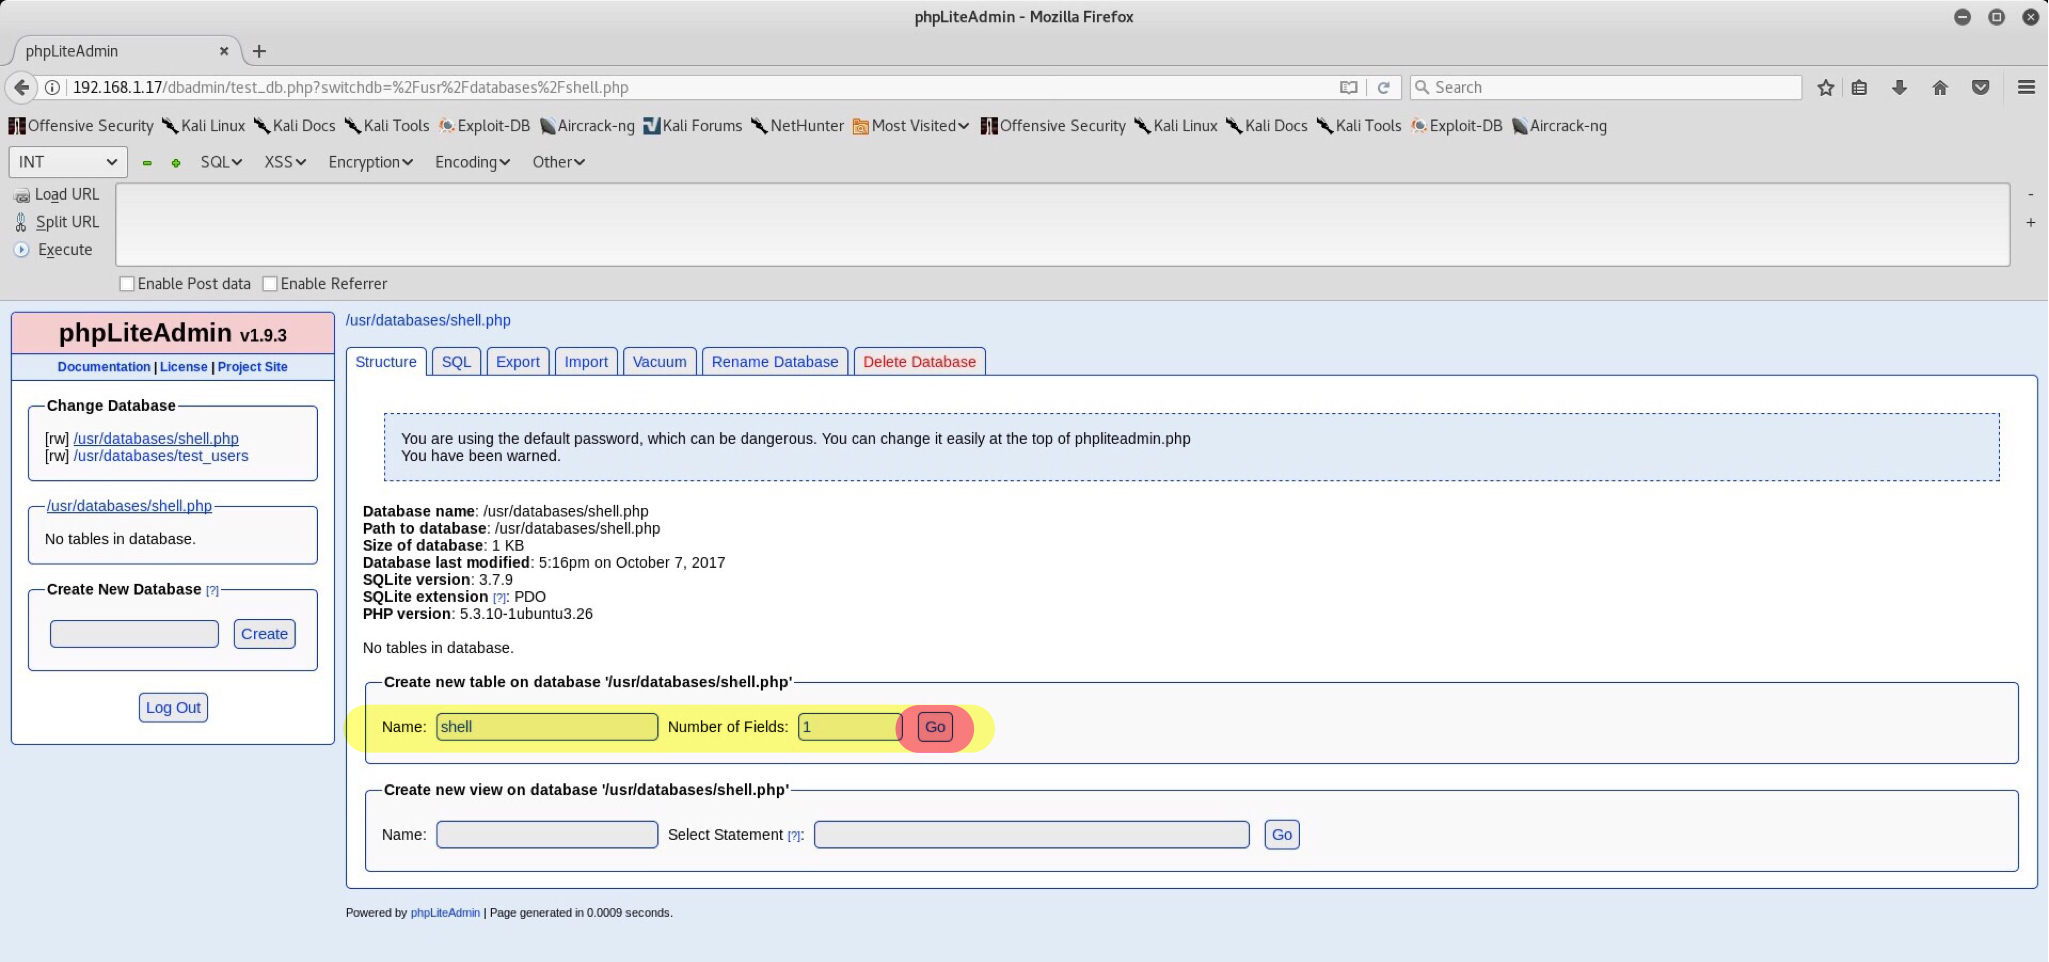 phpLiteAdmin - Mozilla Firefox
phpLiteAdmin
192.168.1.17/dbadmin/test_db.php?switchdb=%2Fusr%2Fdatabases%2Fshell.php
Search
Offensive Security Kali Linux Kali Docs Kali Tools Exploit-DB Aircrack-ng Kali Forums NetHunter Most Visited Offensive Security Kali Linux Kali Docs Kali Tools Exploit-DB Aircrack-ng
INT SQL XSS Encryption Encoding Other
Load URL
Split URL
Execute
-
+
Enable Post data Enable Referrer
phpLiteAdmin v1.9.3
Documentation | License | Project Site
Change Database
[rw] /usr/databases/shell.php
[rw] /usr/databases/test_users
/usr/databases/shell.php
No tables in database.
Create New Database [?]
Create
Log Out
/usr/databases/shell.php
Structure SQL Export Import Vacuum Rename Database Delete Database
You are using the default password, which can be dangerous. You can change it easily at the top of phpliteadmin.php
You have been warned.
Database name: /usr/databases/shell.php
Path to database: /usr/databases/shell.php
Size of database: 1 KB
Database last modified: 5:16pm on October 7, 2017
SQLite version: 3.7.9
SQLite extension [?]: PDO
PHP version: 5.3.10-1ubuntu3.26
No tables in database.
Create new table on database '/usr/databases/shell.php'
Name: shell Number of Fields: 1 Go
Create new view on database '/usr/databases/shell.php'
Name: Select Statement [?]: Go
Powered by phpLiteAdmin | Page generated in 0.0009 seconds.